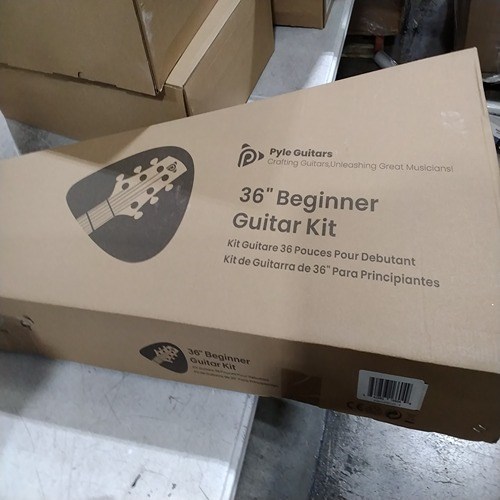 Pyle Guitars
Crafting Guitars,Unleashing Great Musicians!
36" Beginner
Guitar Kit
Kit Guitare 36 Pouces Pour Debutant
Kit de Guitarra de 36" Para Principiantes
36" Beginner
Guitar Kit